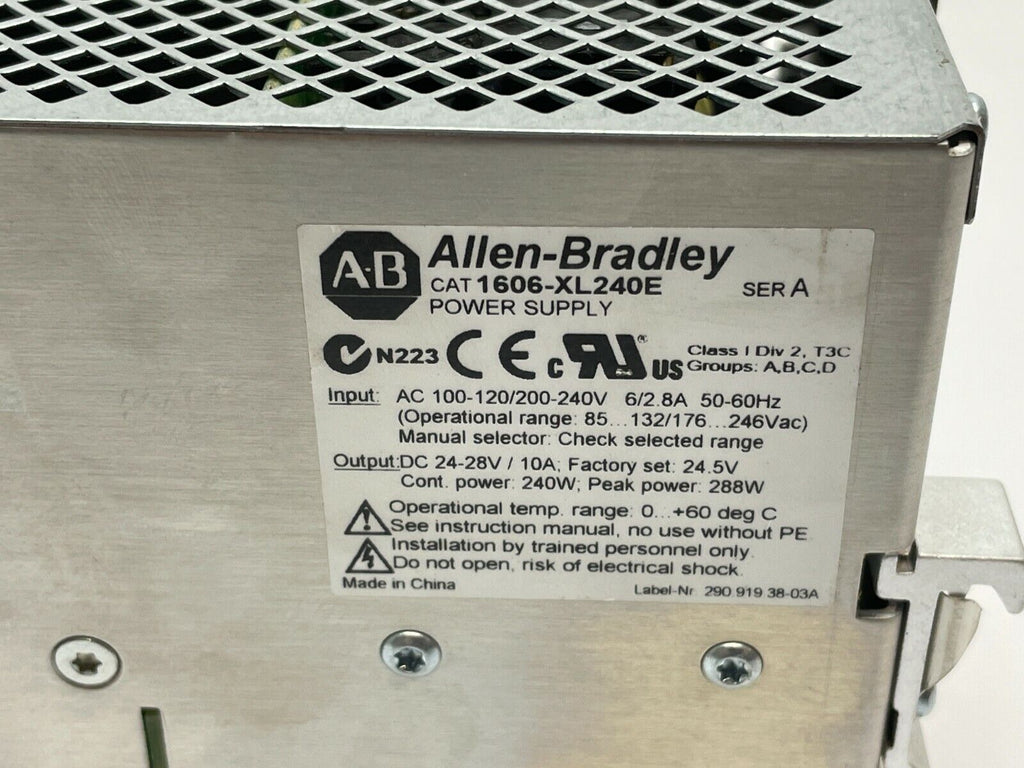 A-B Allen-Bradley
CAT 1606-XL240E SER A
POWER SUPPLY
N223 CE c RU ® US Class I Div 2, T3C
Groups: A,B,C,D
Input: AC 100-120/200-240V 6/2.8A 50-60Hz
(Operational range: 85...132/176...246Vac)
Manual selector: Check selected range
Output: DC 24-28V / 10A; Factory set: 24.5V
Cont. power: 240W; Peak power: 288W
Operational temp. range: 0...+60 deg C
See instruction manual, no use without PE.
Installation by trained personnel only.
Do not open, risk of electrical shock.
Made in China Label-Nr. 290 919 38-03A